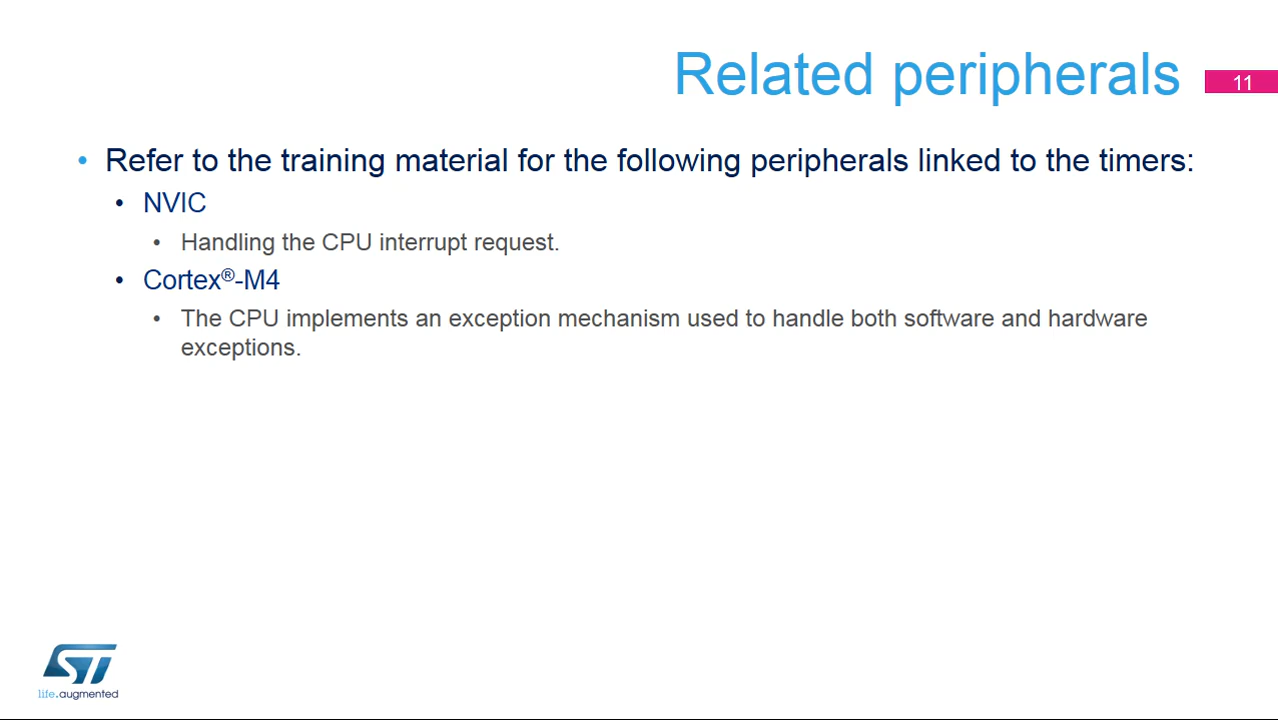 Related peripherals
11
• Refer to the training material for the following peripherals linked to the timers:
• NVIC
• Handling the CPU interrupt request.
• Cortex®-M4
• The CPU implements an exception mechanism used to handle both software and hardware
exceptions.
ST
life.augmented